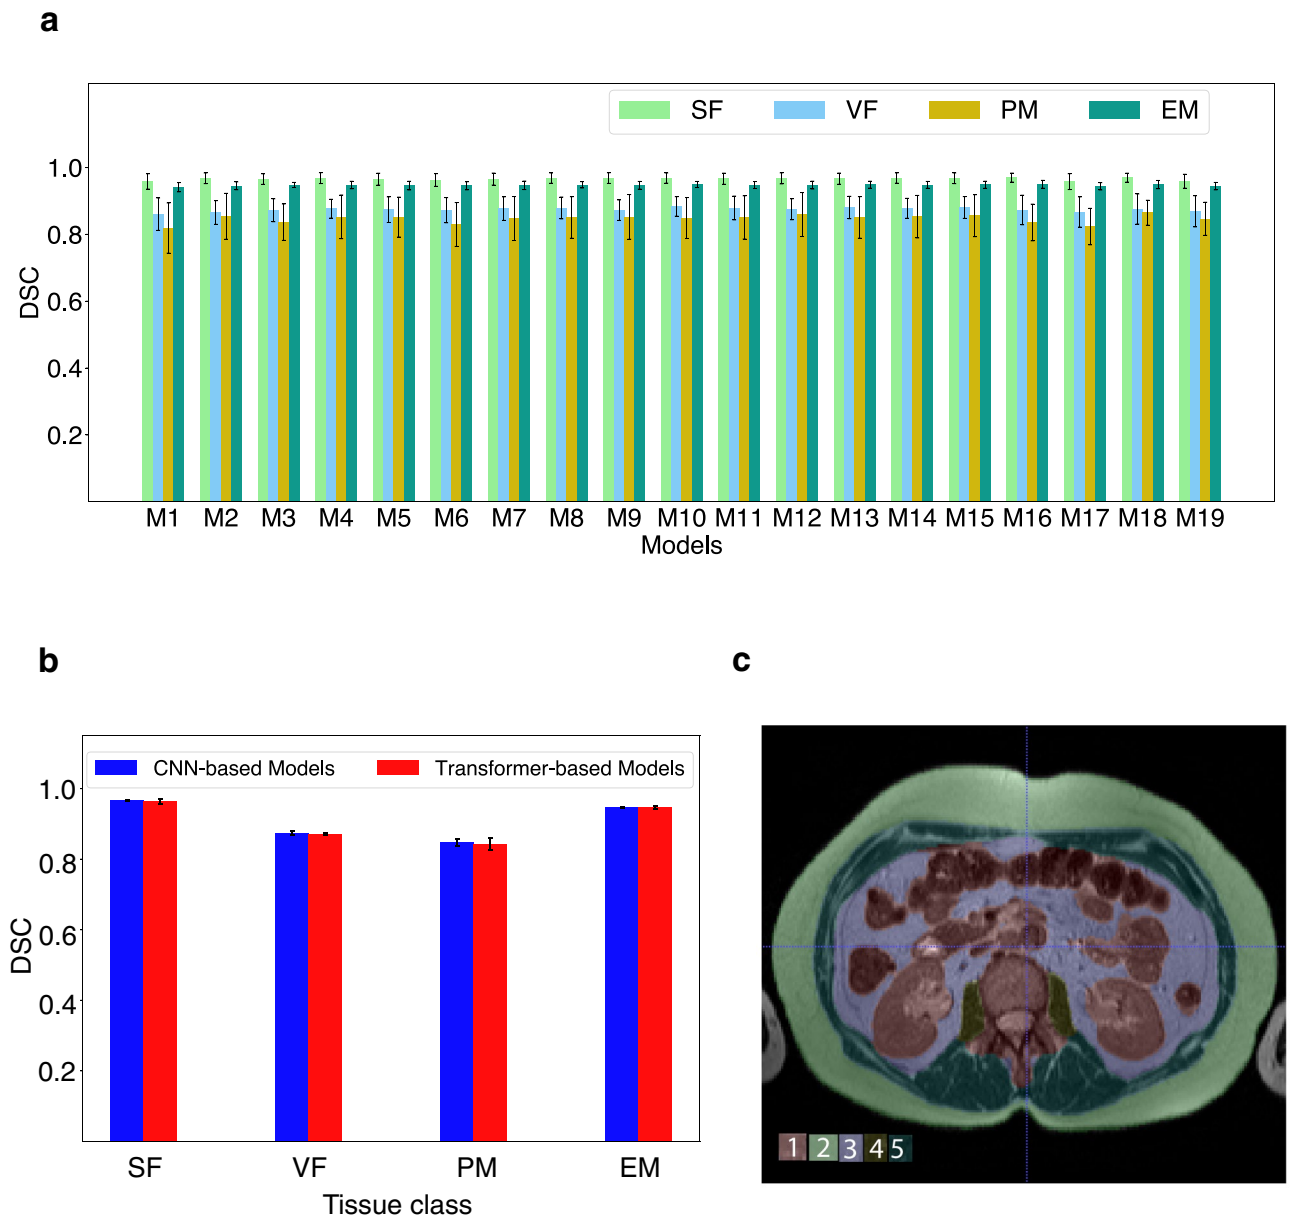 a
SF VF PM EM
1.0
0.8
0.6
0.4
0.2
DSC
M1 M2 M3 M4 M5 M6 M7 M8 M9 M10 M11 M12 M13 M14 M15 M16 M17 M18 M19
Models
b
CNN-based Models Transformer-based Models
1.0
0.8
0.6
0.4
0.2
DSC
SF VF PM EM
Tissue class
c
1 2 3 4 5